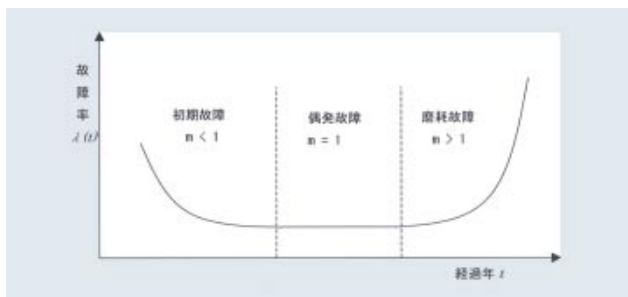 故障率
λ(t)
初期故障
m < 1
偶発故障
m = 1
磨耗故障
m > 1
経過年 t